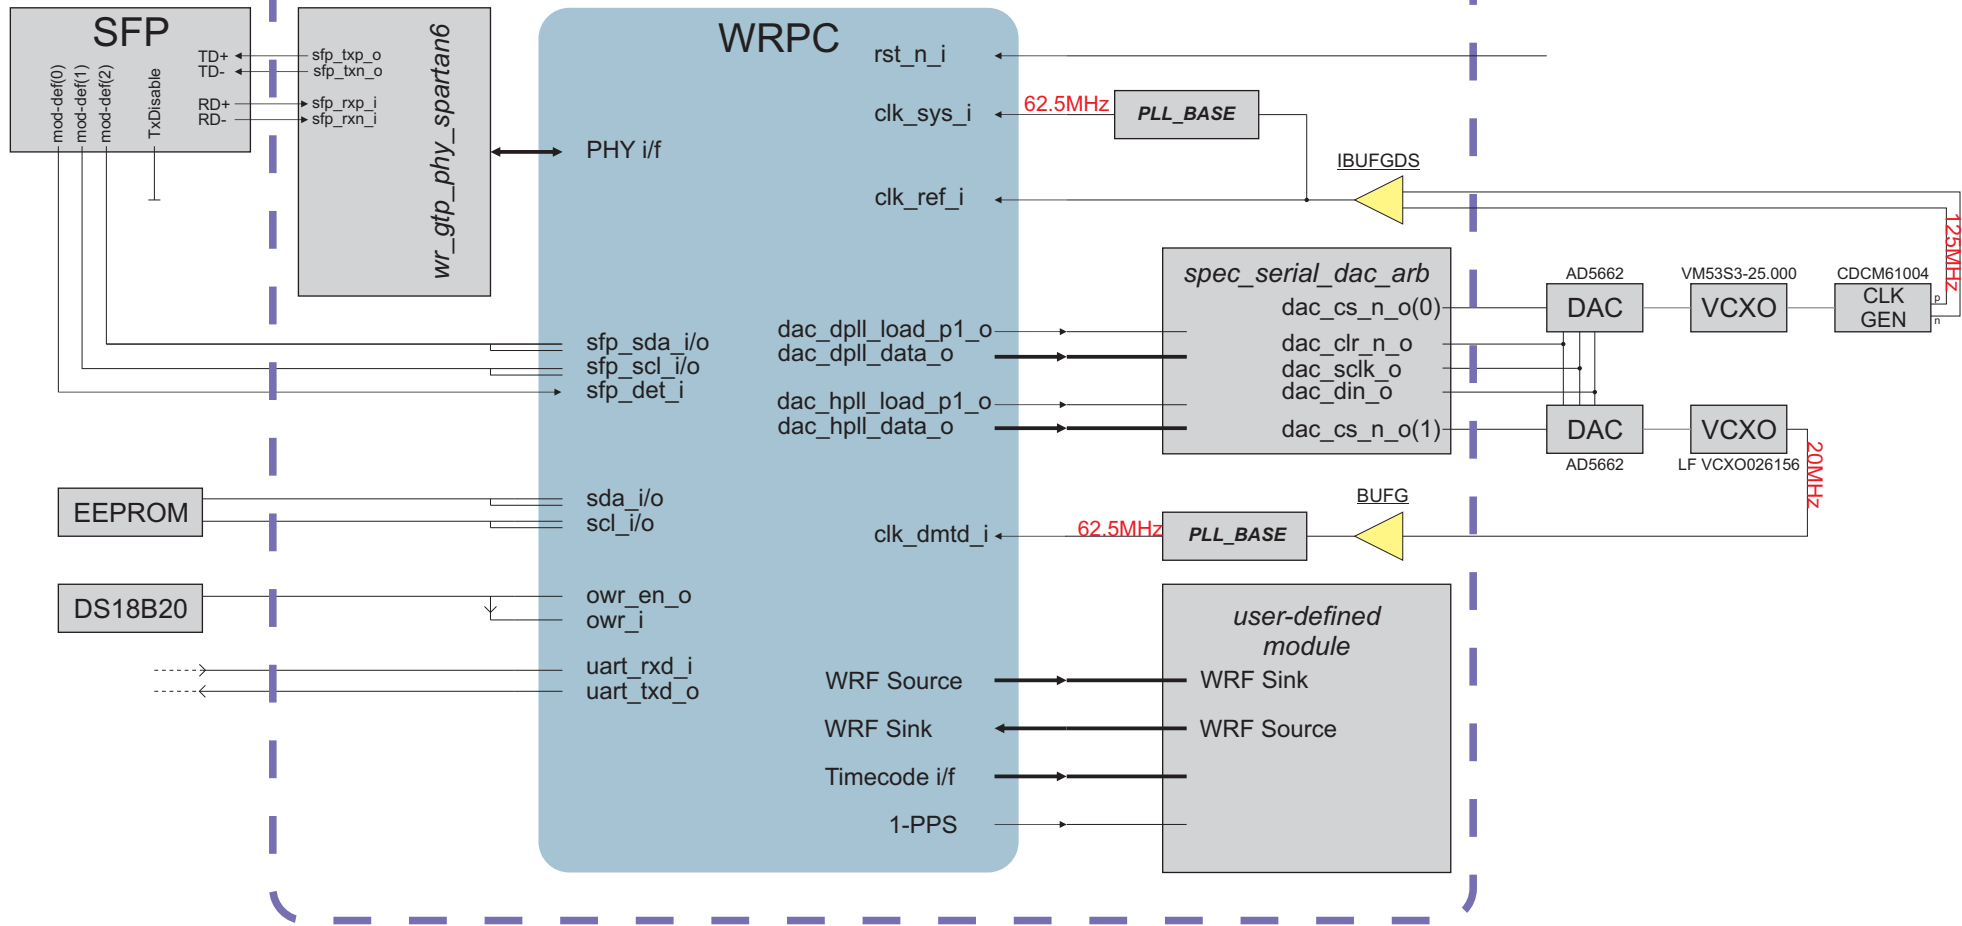 SFP
TD+
TD-
RD+
RD-
mod-def(0)
mod-def(1)
mod-def(2)
TxDisable
sfp_txp_o
sfp_txn_o
sfp_rxp_i
sfp_rxn_i
wr_gtp_phy_spartan6
WRPC
PHY i/f
sfp_sda_i/o
sfp_scl_i/o
sfp_det_i
EEPROM
sda_i/o
scl_i/o
DS18B20
owr_en_o
owr_i
uart_rxd_i
uart_txd_o
rst_n_i
clk_sys_i
62.5MHz
PLL_BASE
IBUFGDS
clk_ref_i
125MHz
dac_dpll_load_p1_o
dac_dpll_data_o
dac_hpll_load_p1_o
dac_hpll_data_o
spec_serial_dac_arb
dac_cs_n_o(0)
dac_clr_n_o
dac_sclk_o
dac_din_o
dac_cs_n_o(1)
AD5662
DAC
VM53S3-25.000
VCXO
CDCM61004
CLK
GEN
p
n
DAC
AD5662
VCXO
LF VCXO026156
20MHz
clk_dmtd_i
62.5MHz
PLL_BASE
BUFG
user-defined
module
WRF Source
WRF Sink
WRF Sink
WRF Source
Timecode i/f
1-PPS